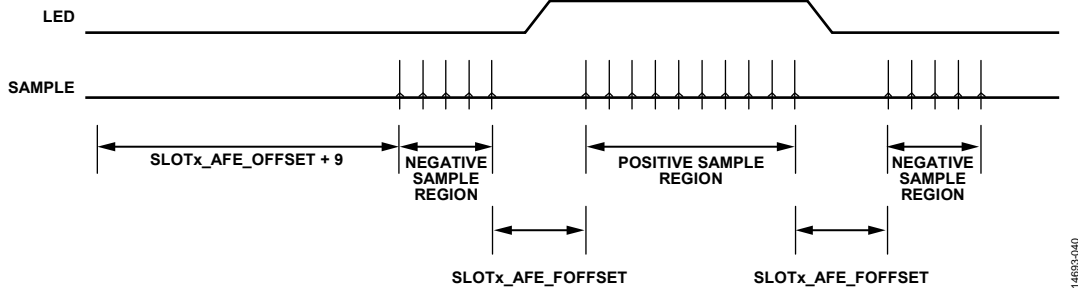 LED
SAMPLE
SLOTx_AFE_OFFSET + 9
NEGATIVE
SAMPLE
REGION
POSITIVE SAMPLE
REGION
NEGATIVE
SAMPLE
REGION
SLOTx_AFE_FOFFSET
SLOTx_AFE_FOFFSET
14693-040